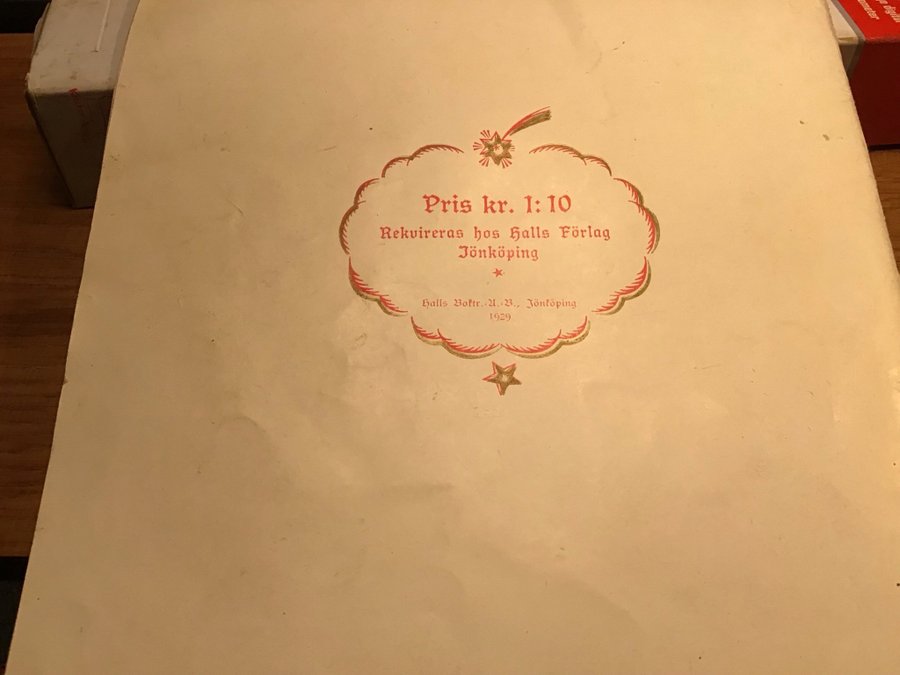 Pris kr. 1:10
Rekvireras hos Halls Förlag
Jönköping
Halls Boktr.-A.-B., Jönköping
1929